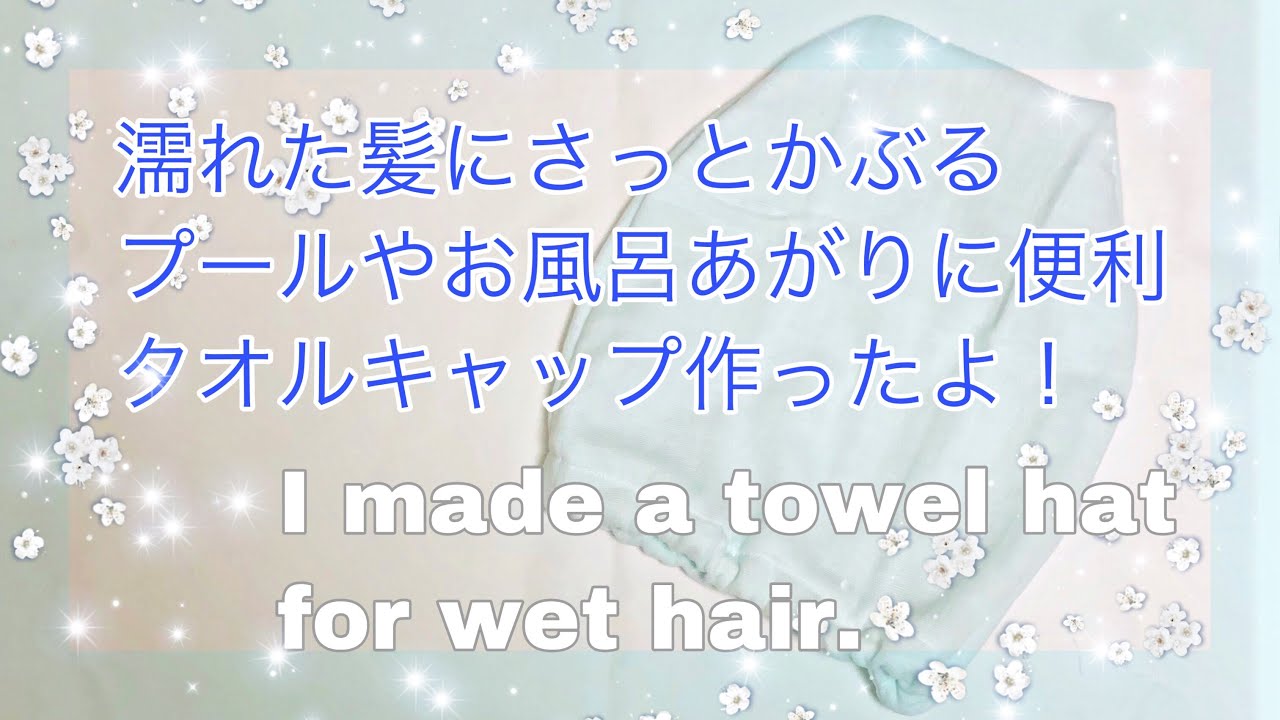 濡れた髪にさっとかぶる
プールやお風呂あがりに便利
タオルキャップ作ったよ！
I made a towel hat
for wet hair.